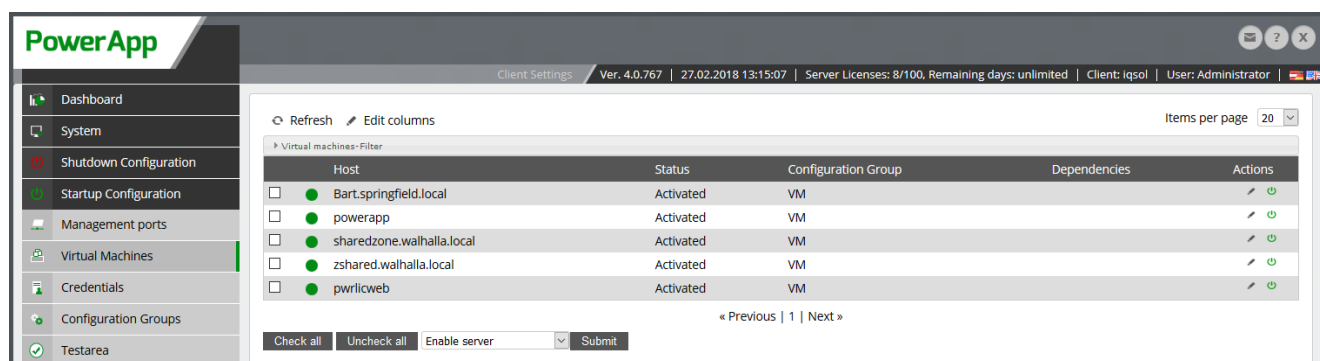 PowerApp
? X
Client Settings Ver. 4.0.767 | 27.02.2018 13:15:07 | Server Licenses: 8/100, Remaining days: unlimited | Client: iqsol | User: Administrator |
Dashboard
System
Shutdown Configuration
Startup Configuration
Management ports
Virtual Machines
Credentials
Configuration Groups
Testarea
Refresh Edit columns Items per page 20
Virtual machines-Filter
Host Status Configuration Group Dependencies Actions
Bart.springfield.local Activated VM
powerapp Activated VM
sharedzone.walhalla.local Activated VM
zshared.walhalla.local Activated VM
pwrlicweb Activated VM
« Previous | 1 | Next »
Check all Uncheck all Enable server Submit